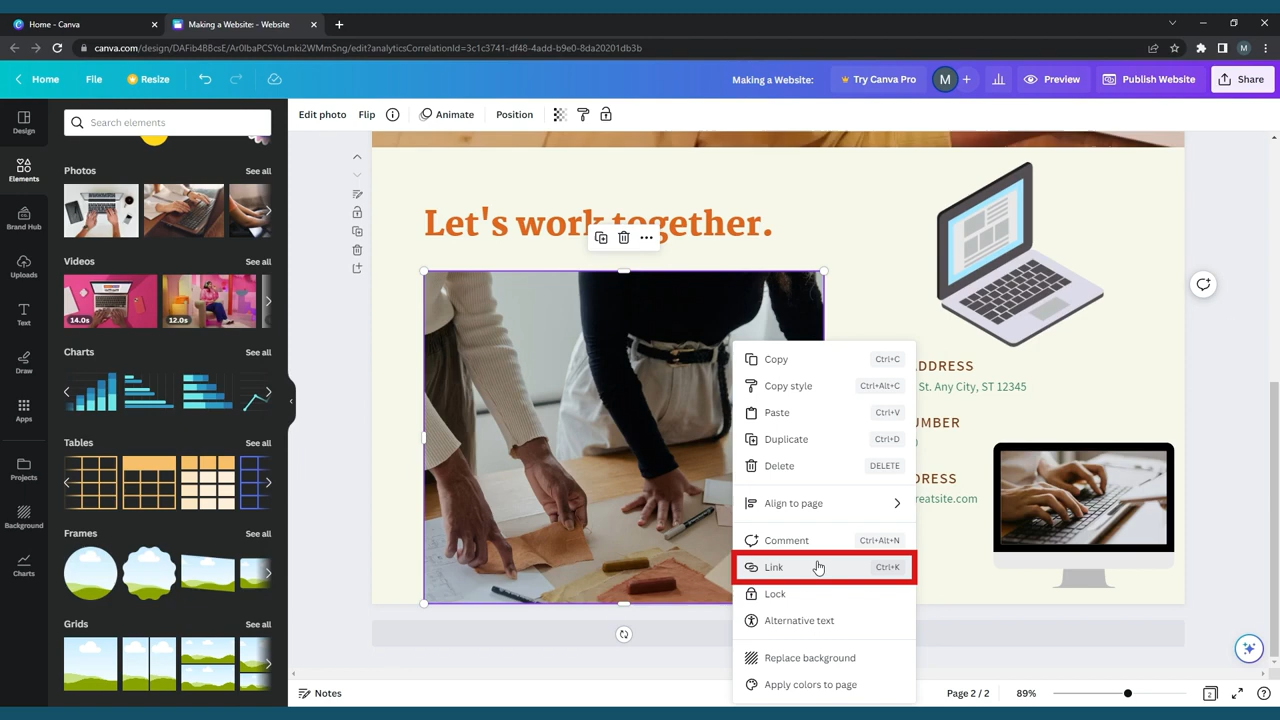 Home - Canva
Making a Website: - Website
canva.com/design/DAFib4BBcsE/Ar0lbaPCSYoLmki2WMmSng/edit?analyticsCorrelationId=3c1c3741-df48-4add-b9e0-8da20201db3b
M
Home
File
Resize
Making a Website:
Try Canva Pro
M
Preview
Publish Website
Share
Edit photo
Flip
Animate
Position
Design
Elements
Brand Hub
Uploads
Text
Draw
Apps
Projects
Background
Charts
Search elements
Photos
See all
Videos
See all
14.0s
12.0s
Charts
See all
Tables
See all
Frames
See all
Grids
See all
Let's work together.
DDRESS
St. Any City, ST 12345
UMBER
DRESS
reatsite.com
Copy Ctrl+C
Copy style Ctrl+Alt+C
Paste Ctrl+V
Duplicate Ctrl+D
Delete DELETE
Align to page
Comment Ctrl+Alt+N
Link Ctrl+K
Lock
Alternative text
Replace background
Apply colors to page
Notes
Page 2 / 2
89%
2